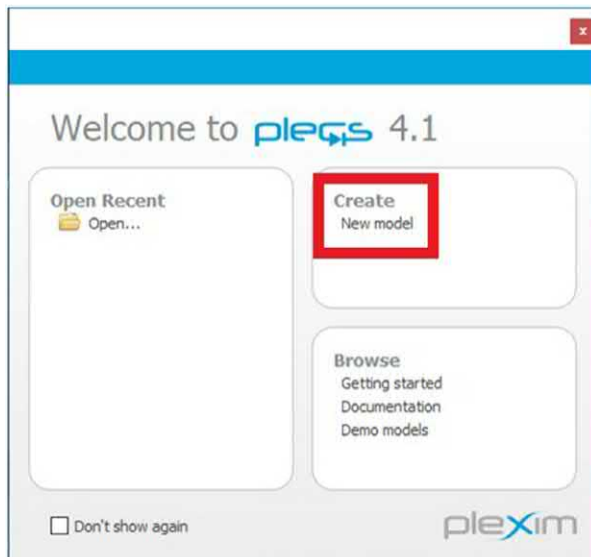 x
Welcome to plecs 4.1
Open Recent
Open...
Create
New model
Browse
Getting started
Documentation
Demo models
Don't show again
plexim